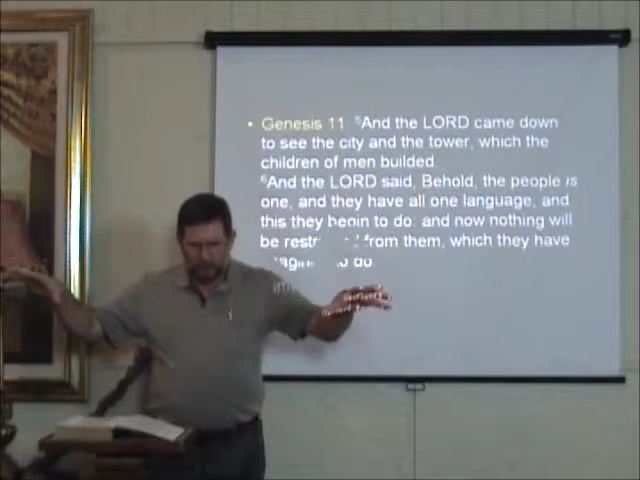 • Genesis 11 ⁵And the LORD came down
to see the city and the tower, which the
children of men builded.
⁶And the LORD said, Behold, the people is
one, and they have all one language; and
this they begin to do: and now nothing will
be from them, which they have
to do.